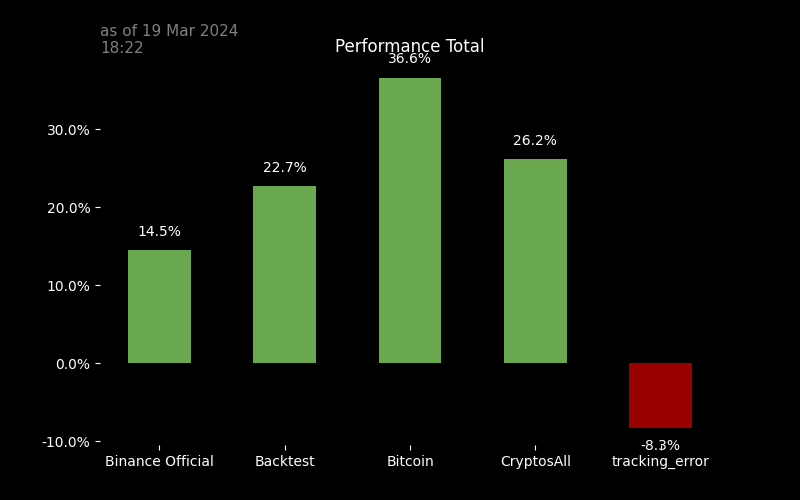 as of 19 Mar 2024
18:22
Performance Total
36.6%
30.0%
26.2%
22.7%
20.0%
14.5%
10.0%
0.0%
-10.0%
-8.3%
Binance Official
Backtest
Bitcoin
CryptosAll
tracking_error